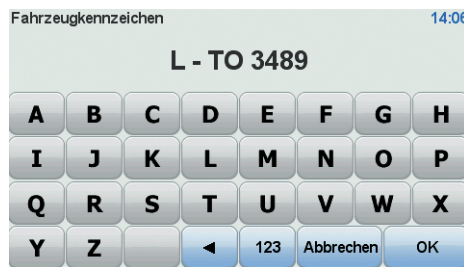 Fahrzeugkennzeichen 14:06
L - TO 3489
A B C D E F G H
I J K L M N O P
Q R S T U V W X
Y Z ◄ 123 Abbrechen OK